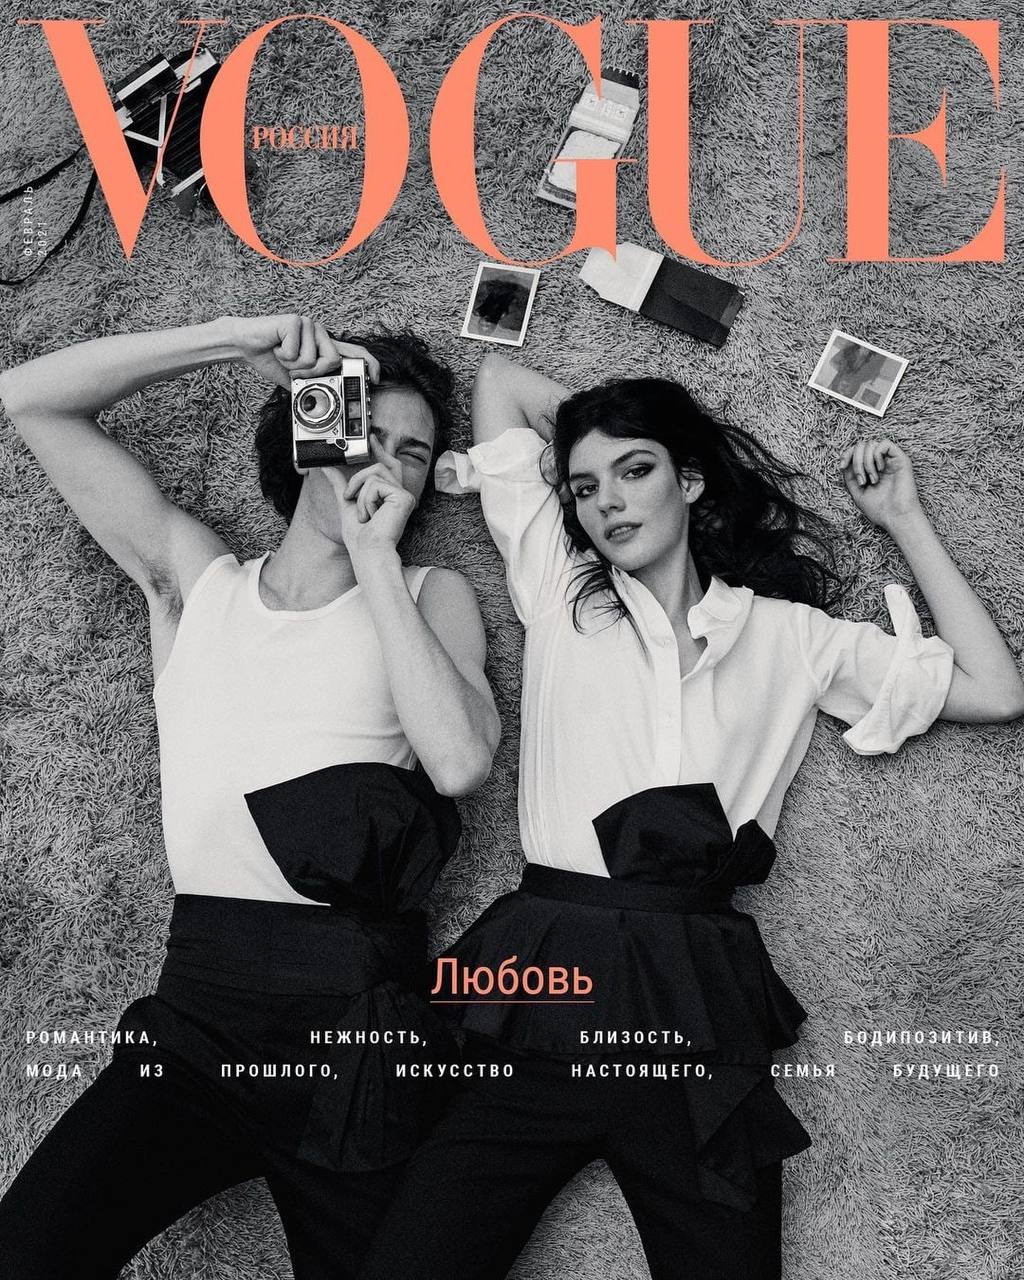 VOGUE
РОССИЯ
ФЕВРАЛЬ
2021
Любовь
РОМАНТИКА, НЕЖНОСТЬ, БЛИЗОСТЬ, БОДИПОЗИТИВ,
МОДА ИЗ ПРОШЛОГО, ИСКУССТВО НАСТОЯЩЕГО, СЕМЬЯ БУДУЩЕГО